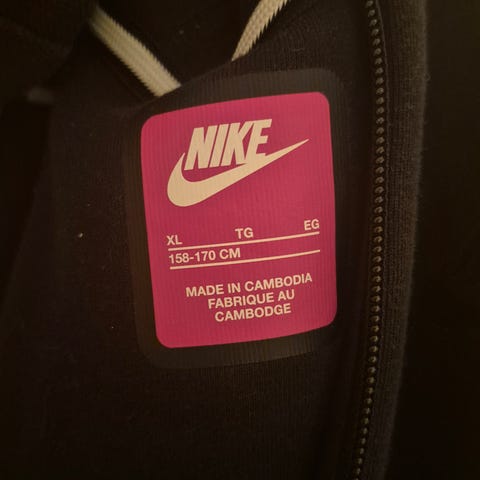 NIKE
XL TG EG
158-170 CM
MADE IN CAMBODIA
FABRIQUE AU
CAMBODGE